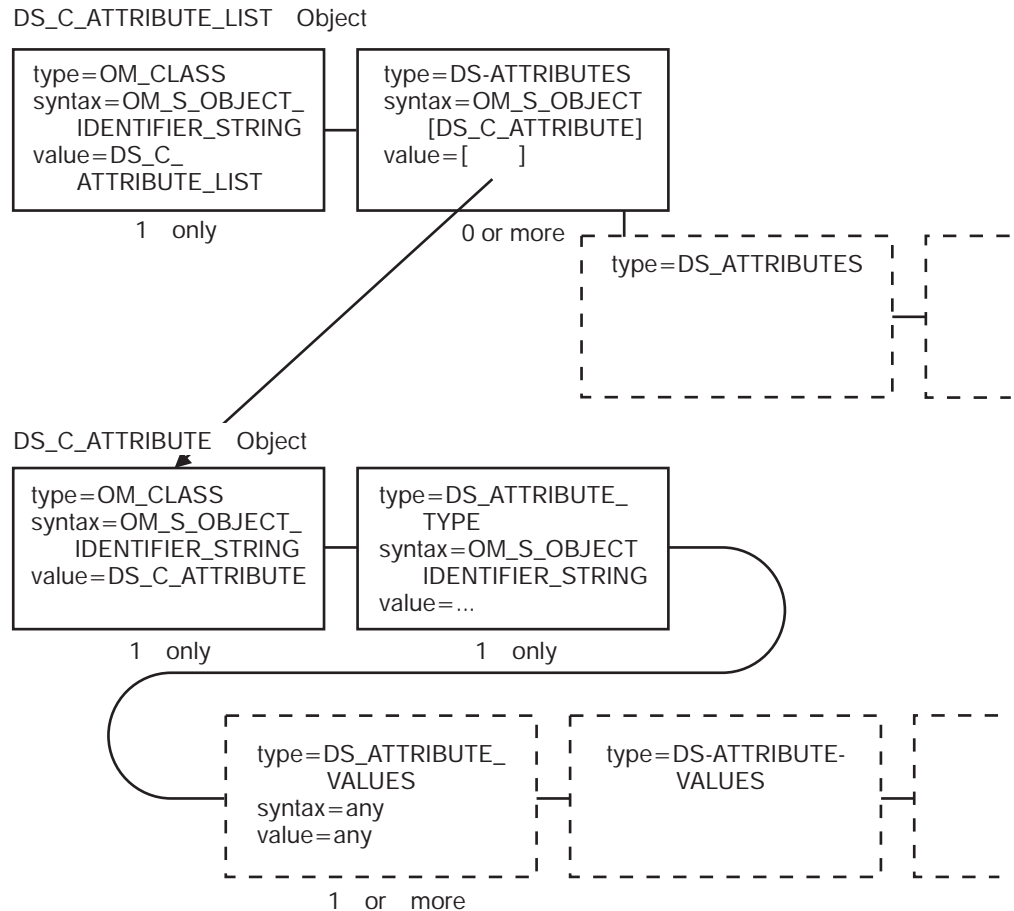 DS_C_ATTRIBUTE_LIST Object
type=OM_CLASS
syntax=OM_S_OBJECT_
IDENTIFIER_STRING
value=DS_C_
ATTRIBUTE_LIST
1 only
type=DS-ATTRIBUTES
syntax=OM_S_OBJECT
[DS_C_ATTRIBUTE]
value=[ ]
0 or more
type=DS_ATTRIBUTES
DS_C_ATTRIBUTE Object
type=OM_CLASS
syntax=OM_S_OBJECT_
IDENTIFIER_STRING
value=DS_C_ATTRIBUTE
1 only
type=DS_ATTRIBUTE_
TYPE
syntax=OM_S_OBJECT
IDENTIFIER_STRING
value=...
1 only
type=DS_ATTRIBUTE_
VALUES
syntax=any
value=any
1 or more
type=DS-ATTRIBUTE-
VALUES